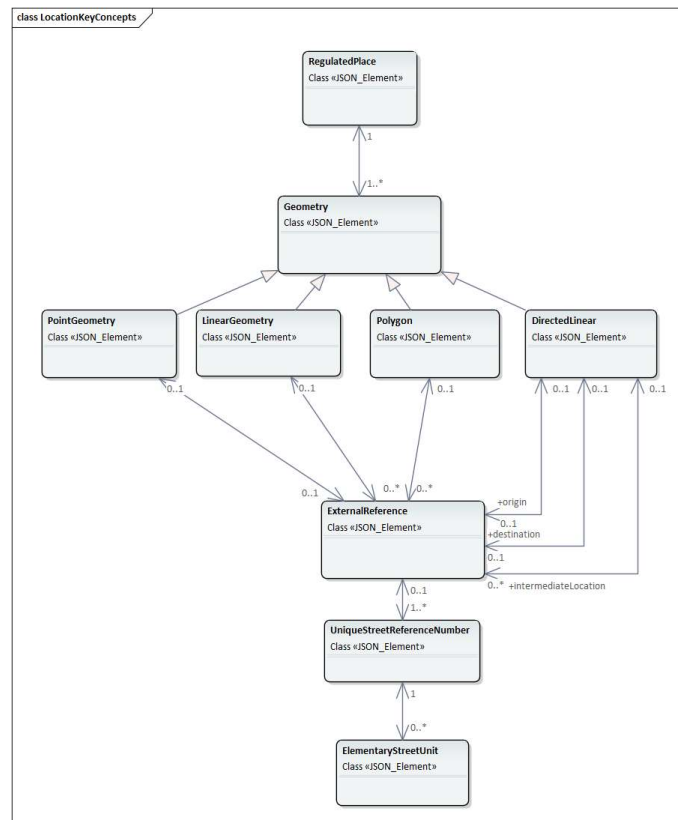 class LocationKeyConcepts
RegulatedPlace
Class «JSON_Element»
1
1..*
Geometry
Class «JSON_Element»
PointGeometry
Class «JSON_Element»
LinearGeometry
Class «JSON_Element»
Polygon
Class «JSON_Element»
DirectedLinear
Class «JSON_Element»
0..1
0..1
0..1
0..1
0..1
0..1
0..1
0..*
0..*
ExternalReference
Class «JSON_Element»
+origin
0..1
+destination
0..1
0..*
+intermediateLocation
0..1
1..*
UniqueStreetReferenceNumber
Class «JSON_Element»
1
0..*
ElementaryStreetUnit
Class «JSON_Element»